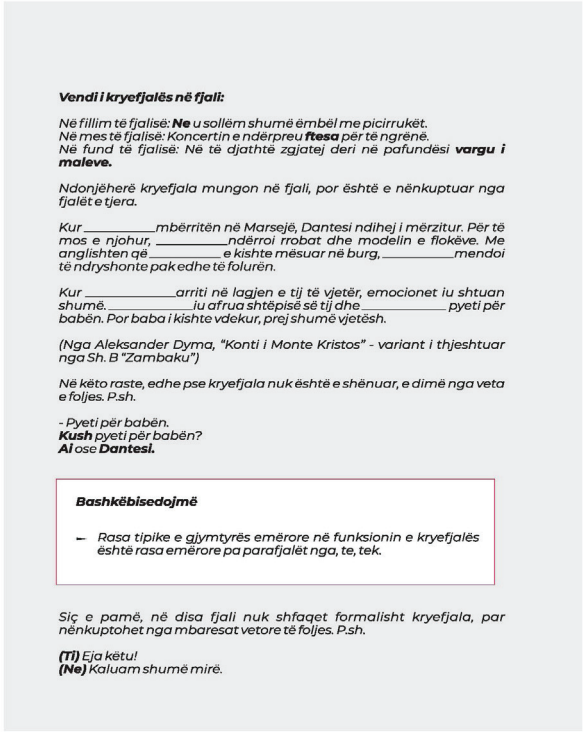 Vendi i kryefjalës në fjali:
Në fillim të fjalisë: Ne u sollëm shumë ëmbël me picirrukët.
Në mes të fjalisë: Koncertin e ndërpreu ftesa për të ngrënë.
Në fund të fjalisë: Në të djathtë zgjatej deri në pafundësi vargu i
maleve.
Ndonjëherë kryefjala mungon në fjali, por është e nënkuptuar nga
fjalët e tjera.
Kur ___________mbërritën në Marsejë, Dantesi ndihej i mërzitur. Për të
mos e njohur, ___________ndërroi rrobat dhe modelin e flokëve. Me
anglishten që ___________ e kishte mësuar në burg, ___________mendoi
të ndryshonte pak edhe të folurën.
Kur ______________arriti në lagjen e tij të vjetër, emocionet iu shtuan
shumë. _____________iu afrua shtëpisë së tij dhe _____________ pyeti për
babën. Por baba i kishte vdekur, prej shumë vjetësh.
(Nga Aleksander Dyma, “Konti i Monte Kristos” - variant i thjeshtuar
nga Sh. B “Zambaku”)
Në këto raste, edhe pse kryefjala nuk është e shënuar, e dimë nga veta
e foljes. P.sh.
- Pyeti për babën.
Kush pyeti për babën?
Ai ose Dantesi.
Bashkëbisedojmë
– Rasa tipike e gjymtyrës emërore në funksionin e kryefjalës
është rasa emërore pa parafjalët nga, te, tek.
Siç e pamë, në disa fjali nuk shfaqet formalisht kryefjala, par
nënkuptohet nga mbaresat vetore të foljes. P.sh.
(Ti) Eja këtu!
(Ne) Kaluam shumë mirë.